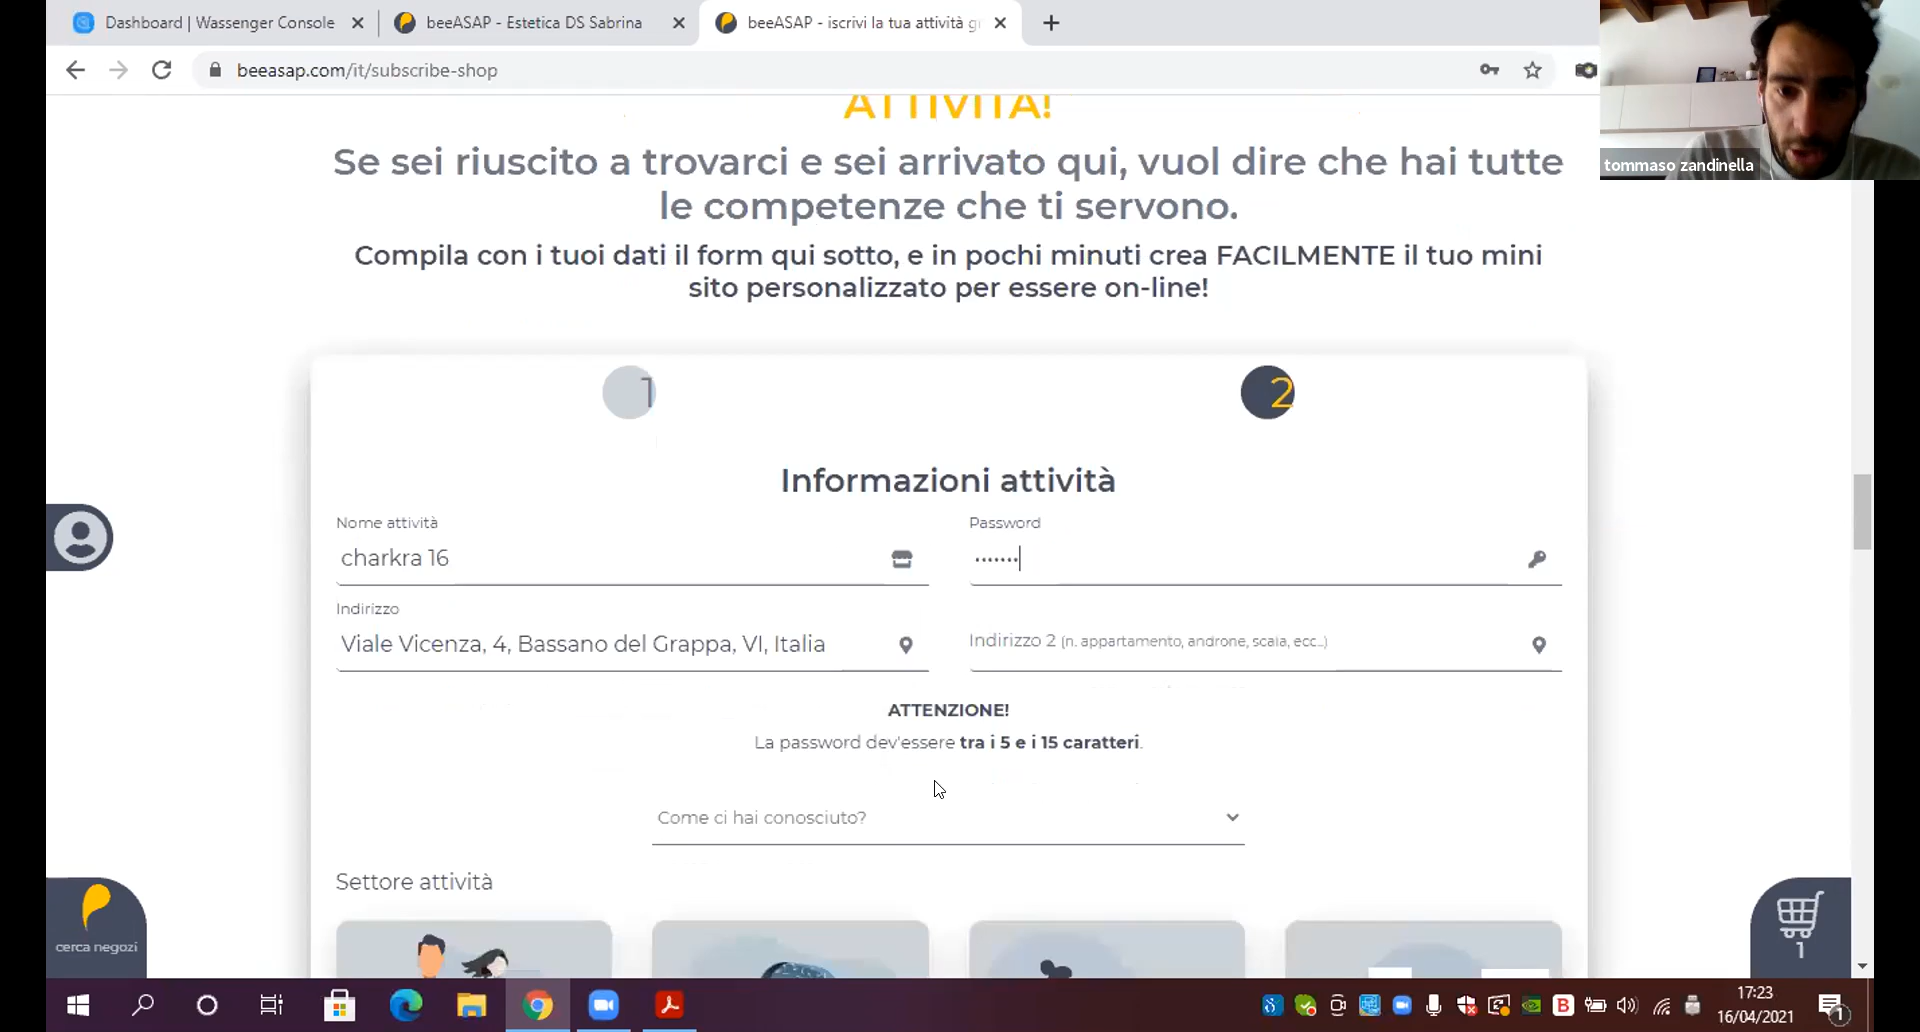 Dashboard | Wassenger Console
beeASAP - Estetica DS Sabrina
beeASAP - iscrivi la tua attività gr
beeasap.com/it/subscribe-shop
tommaso zandinella
ATTIVITÀ!
Se sei riuscito a trovarci e sei arrivato qui, vuol dire che hai tutte
le competenze che ti servono.
Compila con i tuoi dati il form qui sotto, e in pochi minuti crea FACILMENTE il tuo mini
sito personalizzato per essere on-line!
1
2
Informazioni attività
Nome attività
Password
charkra 16
•••••••
Indirizzo
Viale Vicenza, 4, Bassano del Grappa, VI, Italia
Indirizzo 2 (n. appartamento, androne, scala, ecc..)
ATTENZIONE!
La password dev'essere tra i 5 e i 15 caratteri.
Come ci hai conosciuto?
Settore attività
cerca negozi
1
17:23
16/04/2021
1